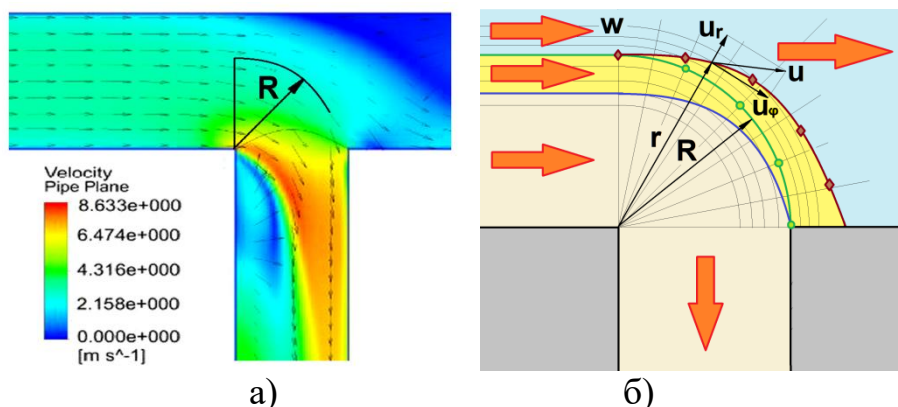 R
Velocity
Pipe Plane
8.633e+000
6.474e+000
4.316e+000
2.158e+000
0.000e+000
[m s^-1]
а)
w
u_r
u
u_φ
r
R
б)